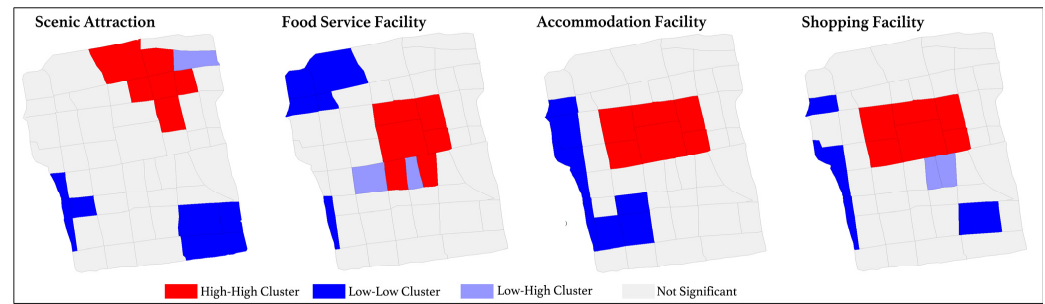 Scenic Attraction
Food Service Facility
Accommodation Facility
Shopping Facility
High-High Cluster
Low-Low Cluster
Low-High Cluster
Not Significant